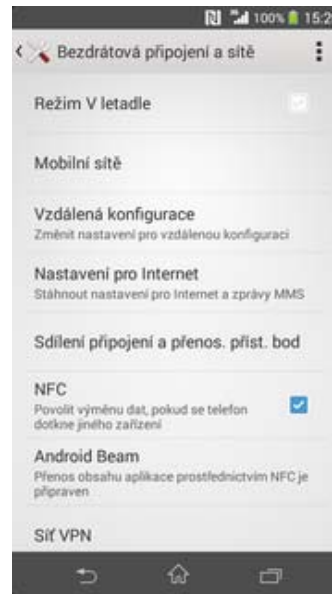 100% 15:2
Bezdrátová připojení a sítě
Režim V letadle
Mobilní sítě
Vzdálená konfigurace
Změnit nastavení pro vzdálenou konfiguraci
Nastavení pro Internet
Stáhnout nastavení pro Internet a zprávy MMS
Sdílení připojení a přenos. příst. bod
NFC
Povolit výměnu dat, pokud se telefon
dotkne jiného zařízení
Android Beam
Přenos obsahu aplikace prostřednictvím NFC je
připraven
Síť VPN